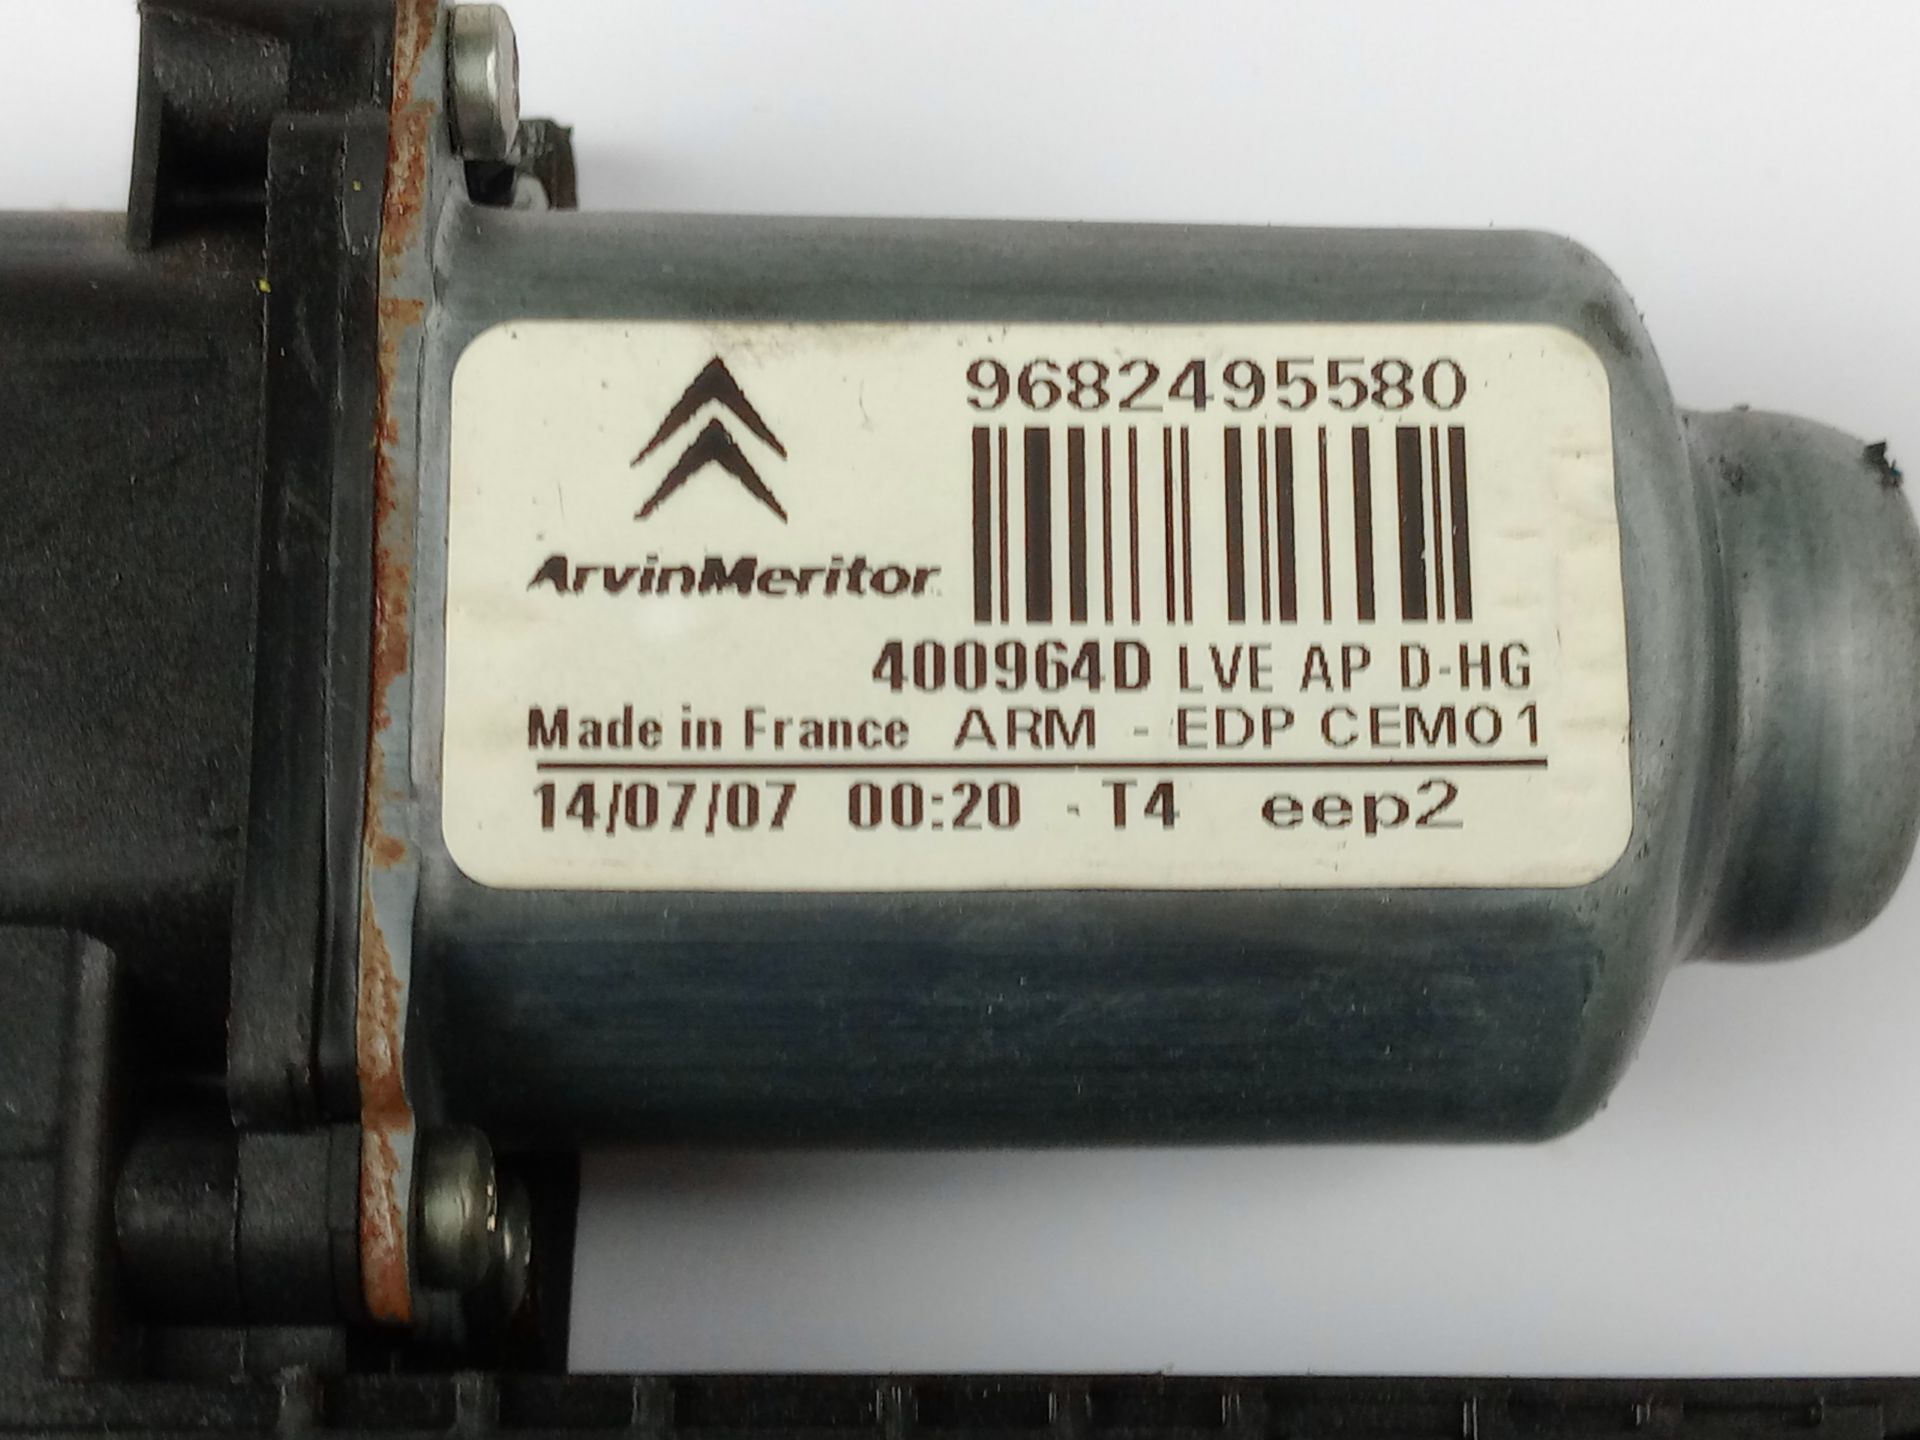 9682495580
ArvinMeritor
400964D LVE AP D-HG
Made in France ARM - EDP CEM01
14/07/07 00:20 - T4 eep2